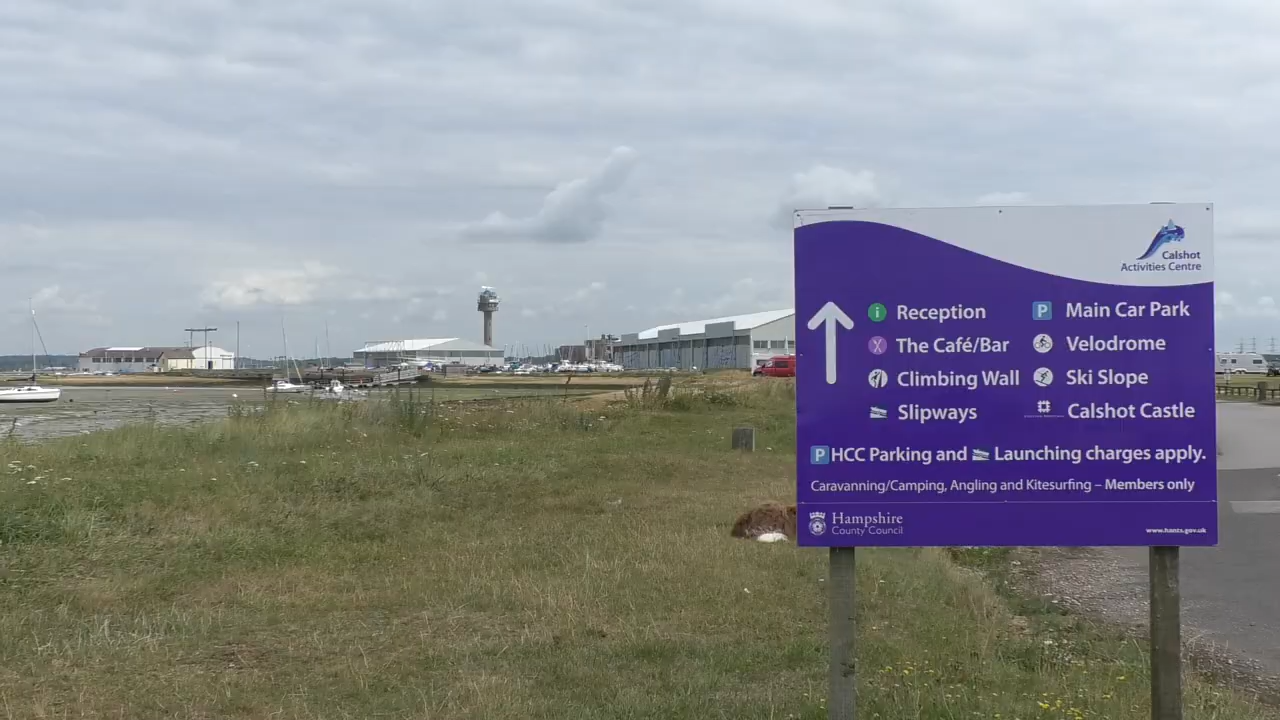 Calshot
Activities Centre
Reception
P Main Car Park
The Café/Bar
Velodrome
Climbing Wall
Ski Slope
Slipways
Calshot Castle
P HCC Parking and Launching charges apply.
Caravanning/Camping, Angling and Kitesurfing – Members only
Hampshire
County Council
www.hants.gov.uk